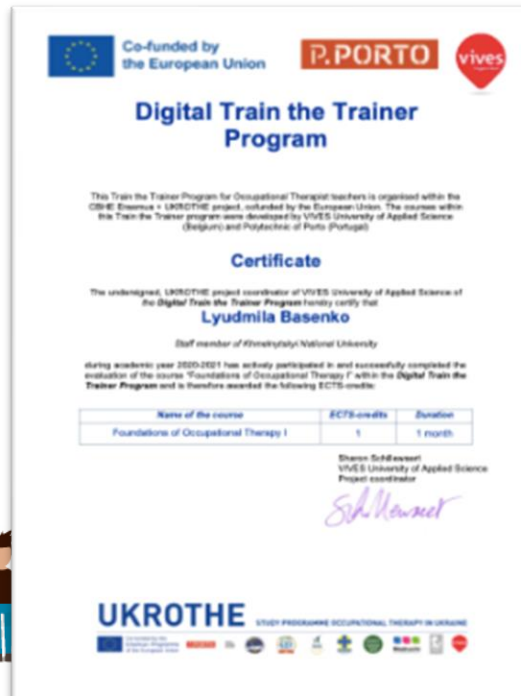 Co-funded by
the European Union
P.PORTO
vives
Digital Train the Trainer
Program
This Train the Trainer Program for Occupational Therapist teachers is organised within the
CBHE Erasmus + UKROTHE project, cofunded by the European Union. The courses within
this Train the Trainer program were developed by VIVES University of Applied Science
(Belgium) and Polytechnic of Porto (Portugal)
Certificate
The undersigned, UKROTHE project coordinator of VIVES University of Applied Science of
the Digital Train the Trainer Program hereby certify that
Lyudmila Basenko
Staff member of Khmelnytskyi National University
during academic year 2020-2021 has actively participated in and successfully completed the
evaluation of the course "Foundations of Occupational Therapy I" within the Digital Train the
Trainer Program and is therefore awarded the following ECTS-credits:
Name of the course ECTS-credits Duration
Foundations of Occupational Therapy I 1 1 month
Sharon Schillewaert
VIVES University of Applied Science
Project coordinator
UKROTHE STUDY PROGRAMME OCCUPATIONAL THERAPY IN UKRAINE
P.PORTO